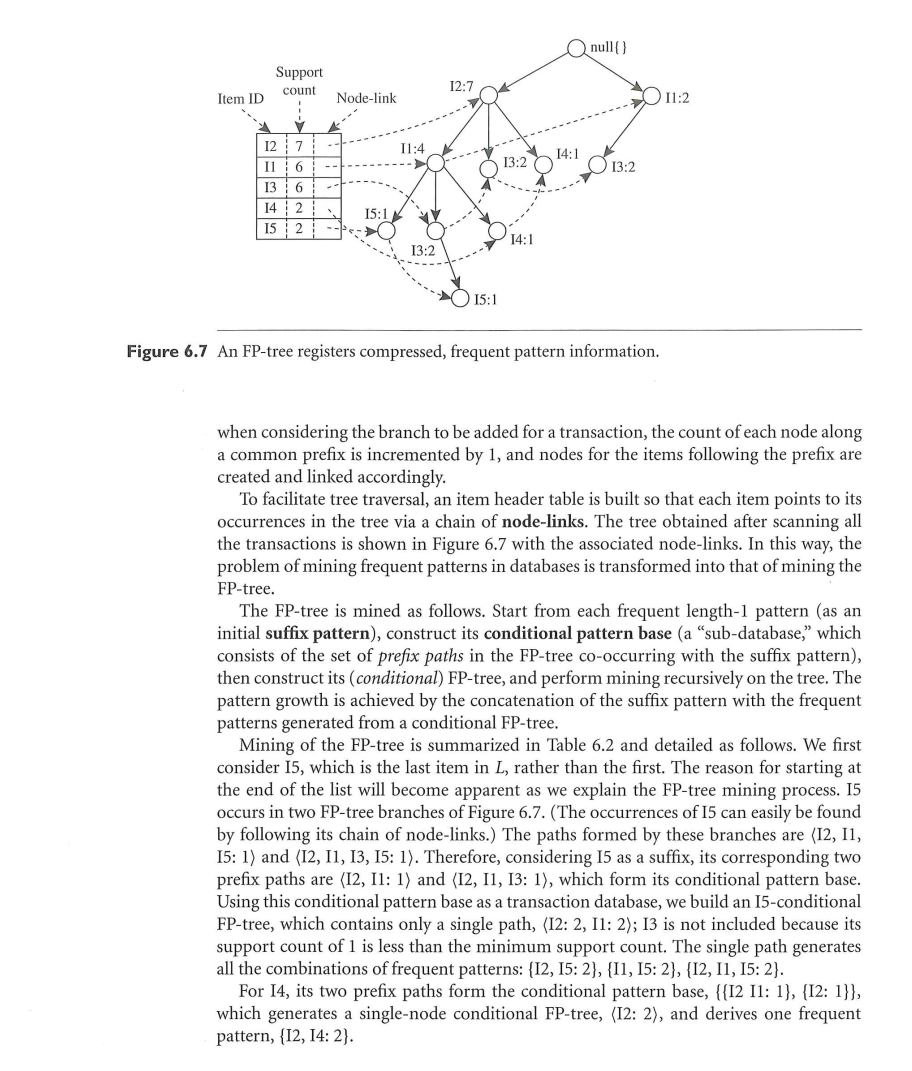 null{ }
Support
count
Item ID
Node-link
I2:7
I1:2
I2 7
I1 6
I3 6
I4 2
I5 2
I1:4
I3:2
I4:1
I3:2
I5:1
I3:2
I4:1
I5:1
Figure 6.7 An FP-tree registers compressed, frequent pattern information.
when considering the branch to be added for a transaction, the count of each node along
a common prefix is incremented by 1, and nodes for the items following the prefix are
created and linked accordingly.
To facilitate tree traversal, an item header table is built so that each item points to its
occurrences in the tree via a chain of node-links. The tree obtained after scanning all
the transactions is shown in Figure 6.7 with the associated node-links. In this way, the
problem of mining frequent patterns in databases is transformed into that of mining the
FP-tree.
The FP-tree is mined as follows. Start from each frequent length-1 pattern (as an
initial suffix pattern), construct its conditional pattern base (a “sub-database,” which
consists of the set of prefix paths in the FP-tree co-occurring with the suffix pattern),
then construct its (conditional) FP-tree, and perform mining recursively on the tree. The
pattern growth is achieved by the concatenation of the suffix pattern with the frequent
patterns generated from a conditional FP-tree.
Mining of the FP-tree is summarized in Table 6.2 and detailed as follows. We first
consider I5, which is the last item in L, rather than the first. The reason for starting at
the end of the list will become apparent as we explain the FP-tree mining process. I5
occurs in two FP-tree branches of Figure 6.7. (The occurrences of I5 can easily be found
by following its chain of node-links.) The paths formed by these branches are ⟨I2, I1,
I5: 1⟩ and ⟨I2, I1, I3, I5: 1⟩. Therefore, considering I5 as a suffix, its corresponding two
prefix paths are ⟨I2, I1: 1⟩ and ⟨I2, I1, I3: 1⟩, which form its conditional pattern base.
Using this conditional pattern base as a transaction database, we build an I5-conditional
FP-tree, which contains only a single path, ⟨I2: 2, I1: 2⟩; I3 is not included because its
support count of 1 is less than the minimum support count. The single path generates
all the combinations of frequent patterns: {I2, I5: 2}, {I1, I5: 2}, {I2, I1, I5: 2}.
For I4, its two prefix paths form the conditional pattern base, {{I2 I1: 1}, {I2: 1}},
which generates a single-node conditional FP-tree, ⟨I2: 2⟩, and derives one frequent
pattern, {I2, I4: 2}.